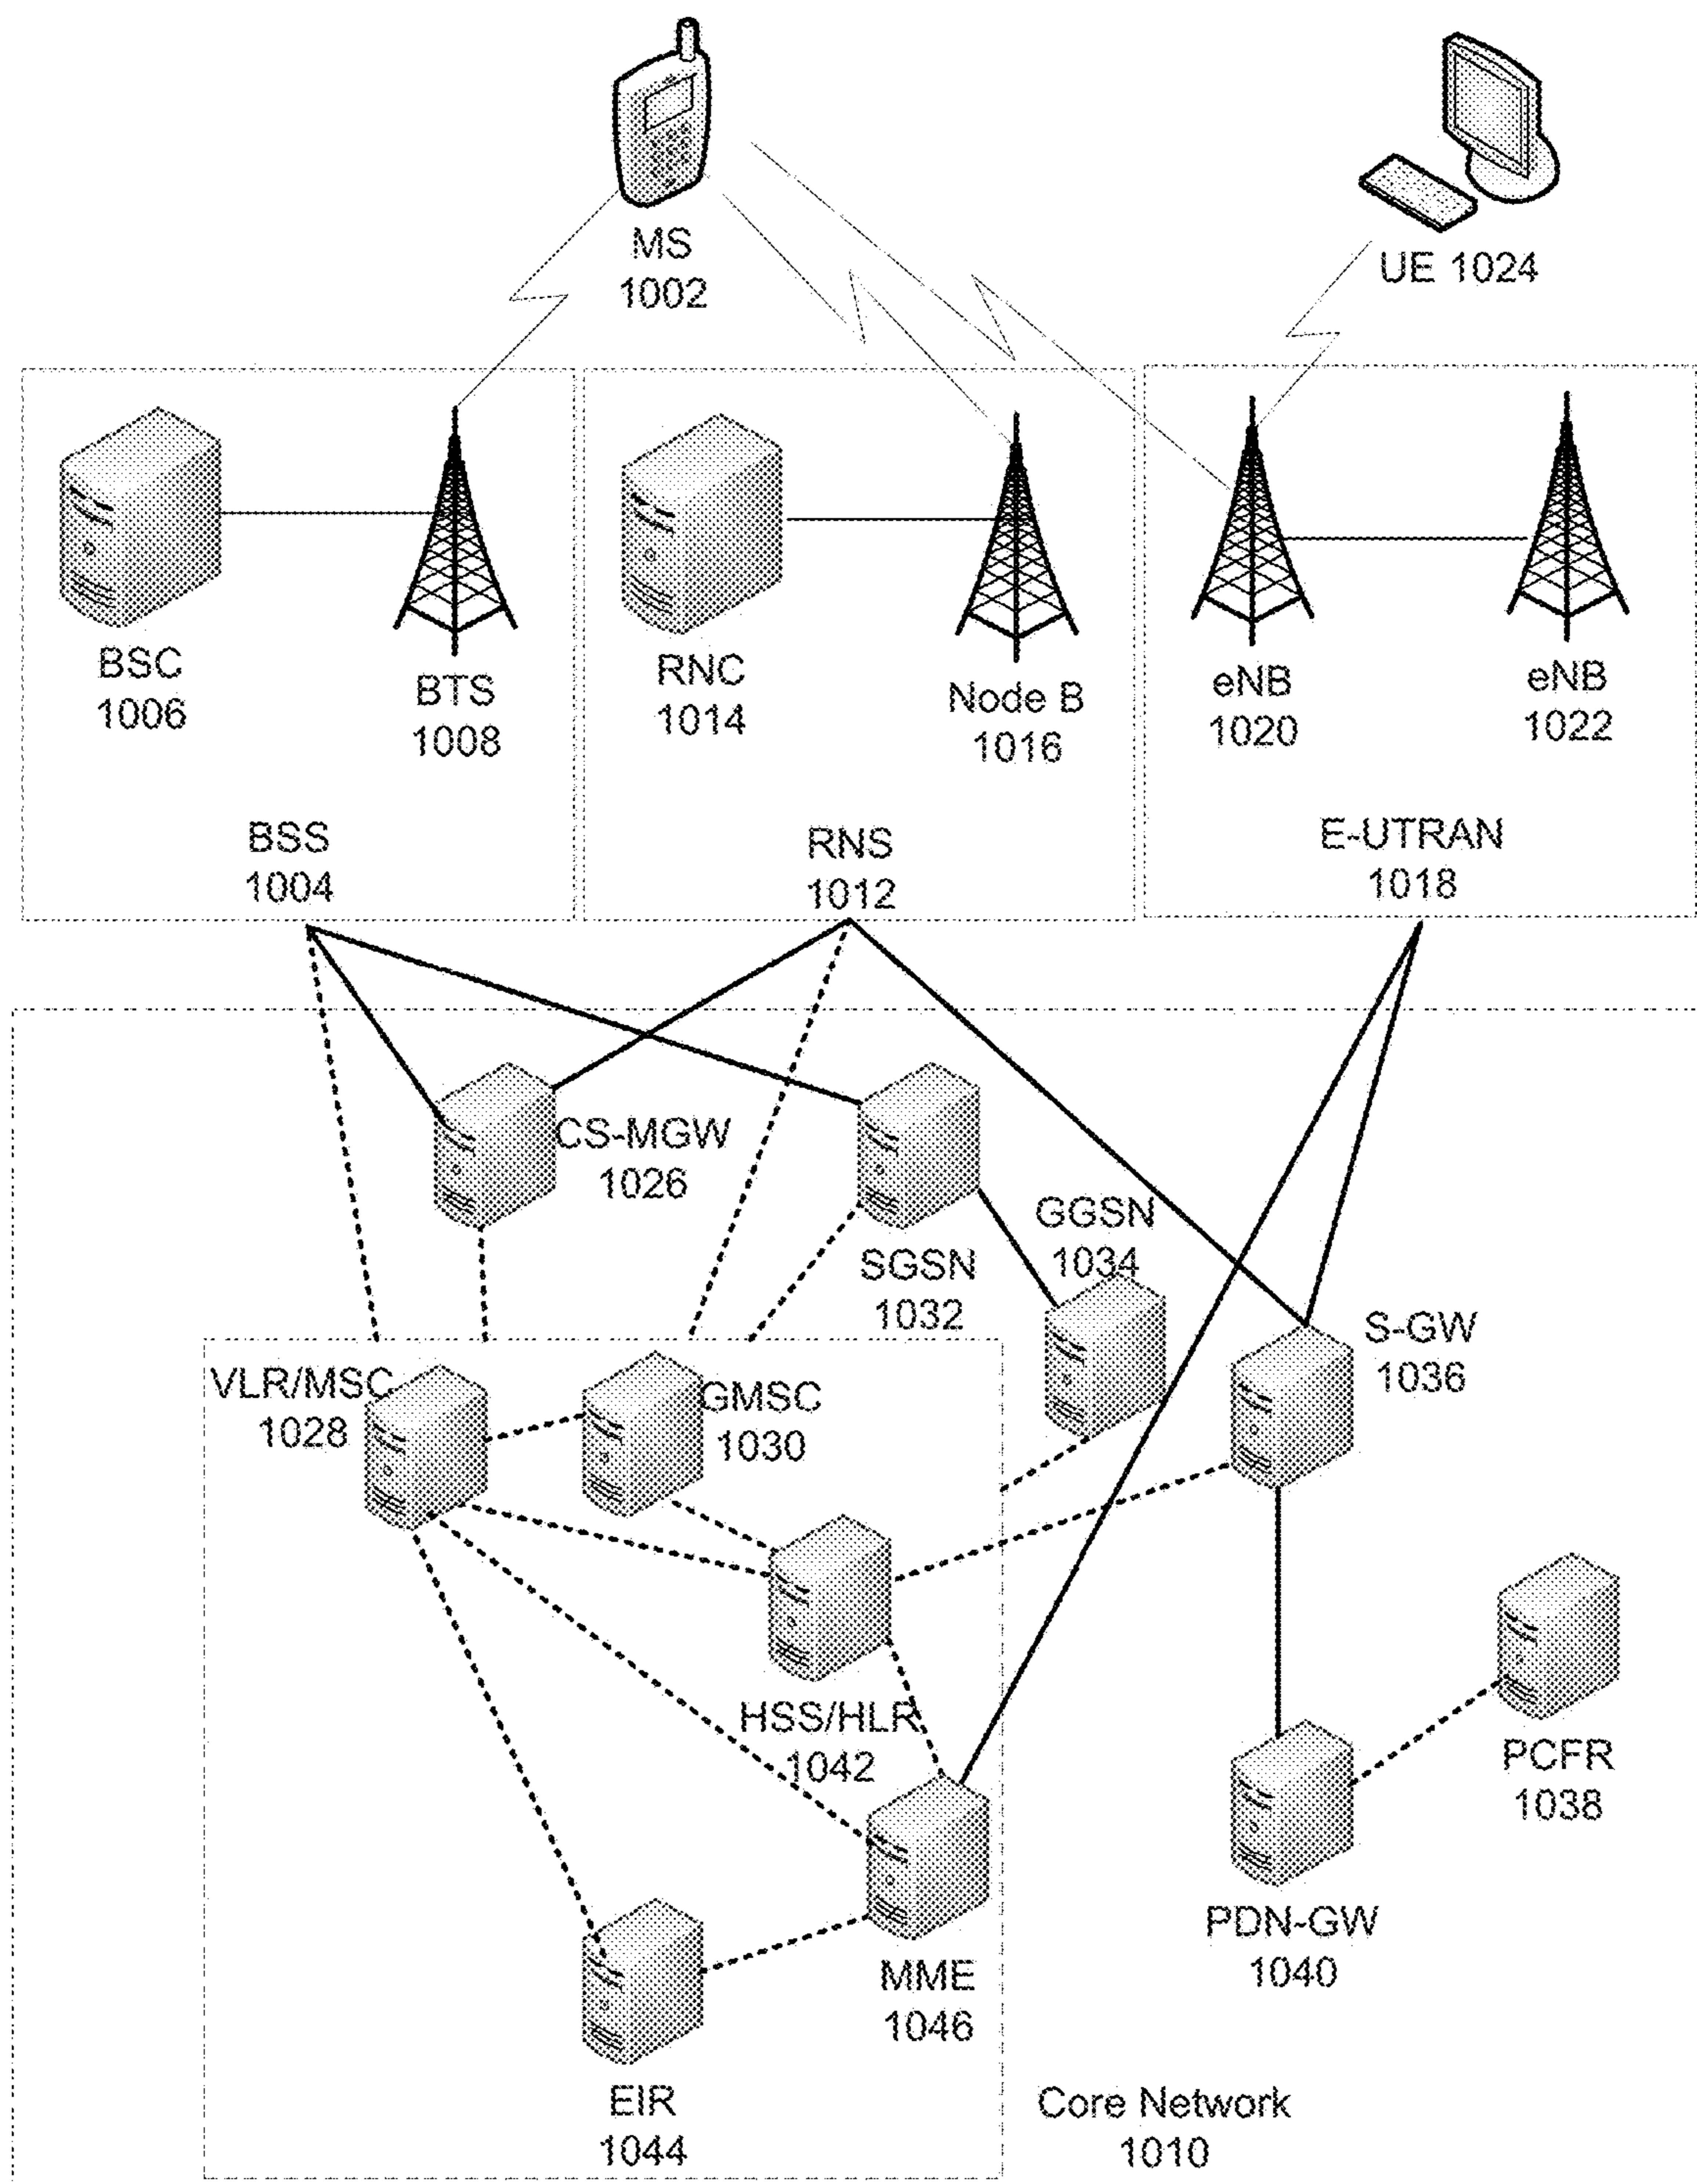 MS
1002
UE 1024
BSC
1006
BTS
1008
RNC
1014
Node B
1016
eNB
1020
eNB
1022
BSS
1004
RNS
1012
E-UTRAN
1018
CS-MGW
1026
SGSN
1032
GGSN
1034
S-GW
1036
VLR/MSC
1028
GMSC
1030
HSS/HLR
1042
PCFR
1038
PDN-GW
1040
MME
1046
EIR
1044
Core Network
1010